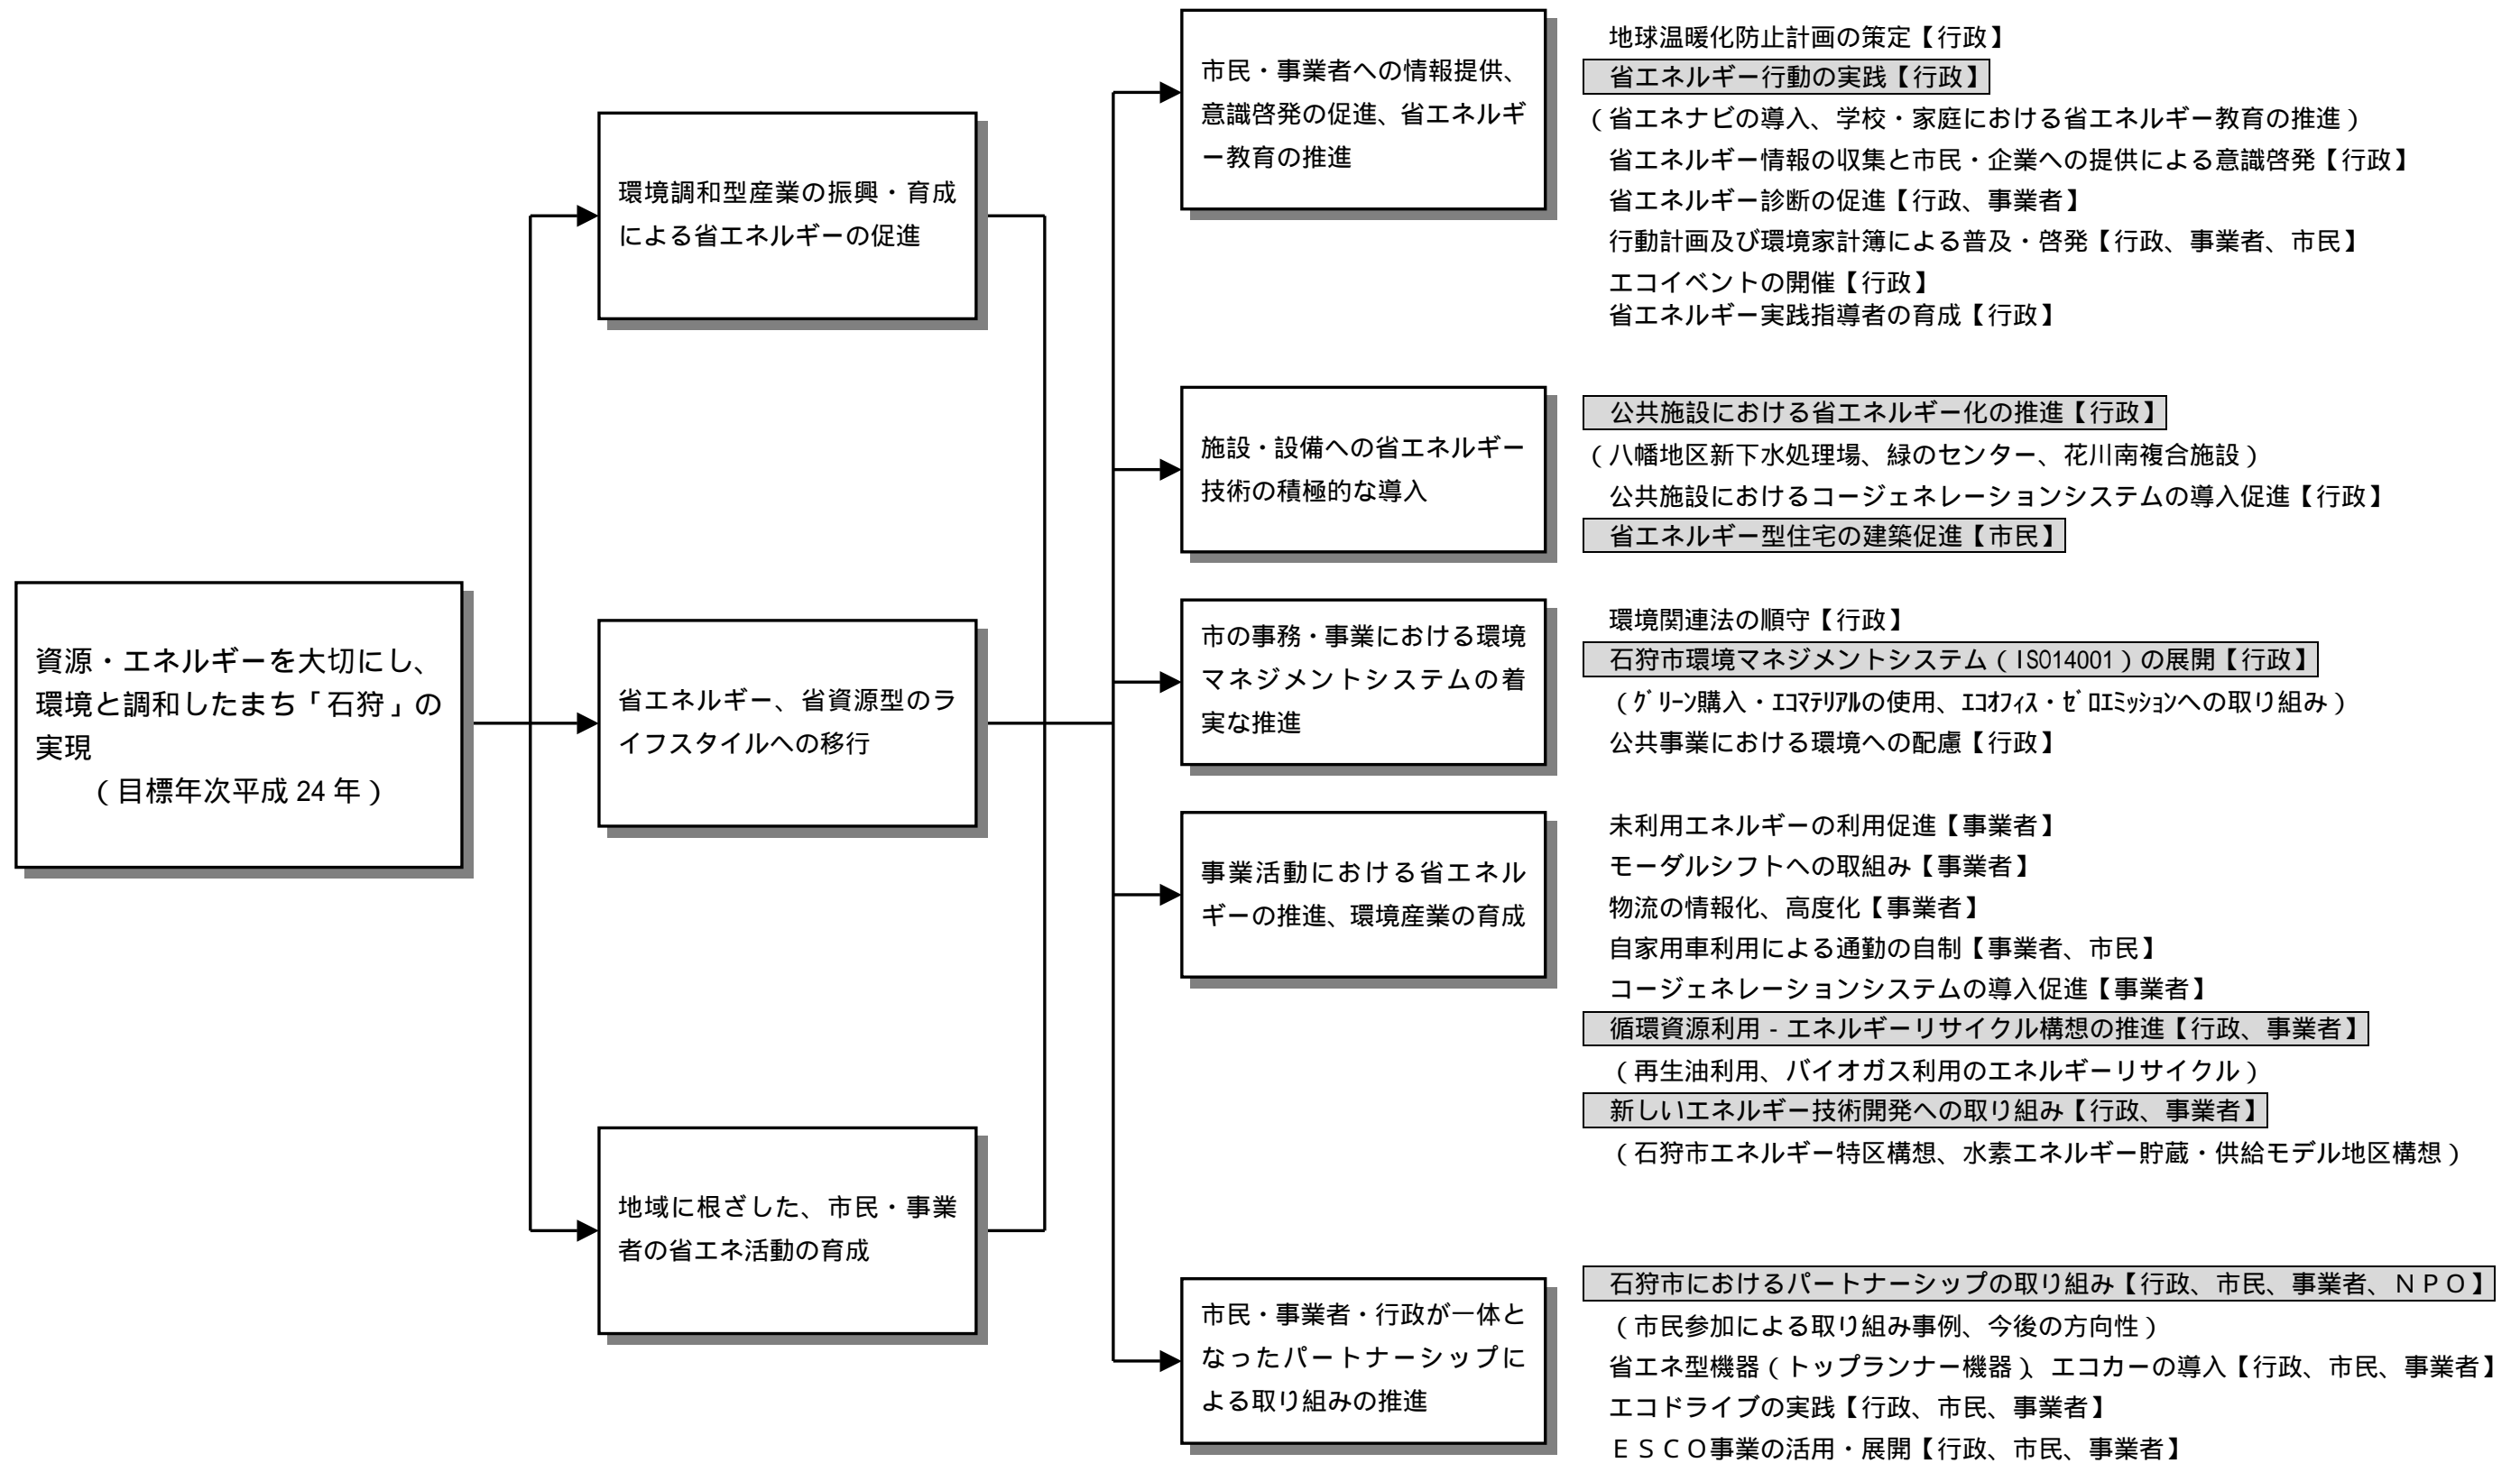 資源・エネルギーを大切にし、
環境と調和したまち「石狩」の
実現
（目標年次平成 24 年）
環境調和型産業の振興・育成
による省エネルギーの促進
省エネルギー、省資源型のラ
イフスタイルへの移行
地域に根ざした、市民・事業
者の省エネ活動の育成
市民・事業者への情報提供、
意識啓発の促進、省エネルギ
ー教育の推進
地球温暖化防止計画の策定【行政】
省エネルギー行動の実践【行政】
（省エネナビの導入、学校・家庭における省エネルギー教育の推進）
省エネルギー情報の収集と市民・企業への提供による意識啓発【行政】
省エネルギー診断の促進【行政、事業者】
行動計画及び環境家計簿による普及・啓発【行政、事業者、市民】
エコイベントの開催【行政】
省エネルギー実践指導者の育成【行政】
施設・設備への省エネルギー
技術の積極的な導入
公共施設における省エネルギー化の推進【行政】
（八幡地区新下水処理場、緑のセンター、花川南複合施設）
公共施設におけるコージェネレーションシステムの導入促進【行政】
省エネルギー型住宅の建築促進【市民】
市の事務・事業における環境
マネジメントシステムの着
実な推進
環境関連法の順守【行政】
石狩市環境マネジメントシステム（ISO14001）の展開【行政】
（ｸﾞﾘｰﾝ購入・ｴｺﾏﾃﾘｱﾙの使用、ｴｺｵﾌｨｽ・ｾﾞﾛｴﾐｯｼｮﾝへの取り組み）
公共事業における環境への配慮【行政】
事業活動における省エネル
ギーの推進、環境産業の育成
未利用エネルギーの利用促進【事業者】
モーダルシフトへの取組み【事業者】
物流の情報化、高度化【事業者】
自家用車利用による通勤の自制【事業者、市民】
コージェネレーションシステムの導入促進【事業者】
循環資源利用 - エネルギーリサイクル構想の推進【行政、事業者】
（再生油利用、バイオガス利用のエネルギーリサイクル）
新しいエネルギー技術開発への取り組み【行政、事業者】
（石狩市エネルギー特区構想、水素エネルギー貯蔵・供給モデル地区構想）
市民・事業者・行政が一体と
なったパートナーシップに
よる取り組みの推進
石狩市におけるパートナーシップの取り組み【行政、市民、事業者、ＮＰＯ】
（市民参加による取り組み事例、今後の方向性）
省エネ型機器（トップランナー機器）、エコカーの導入【行政、市民、事業者】
エコドライブの実践【行政、市民、事業者】
ＥＳＣＯ事業の活用・展開【行政、市民、事業者】